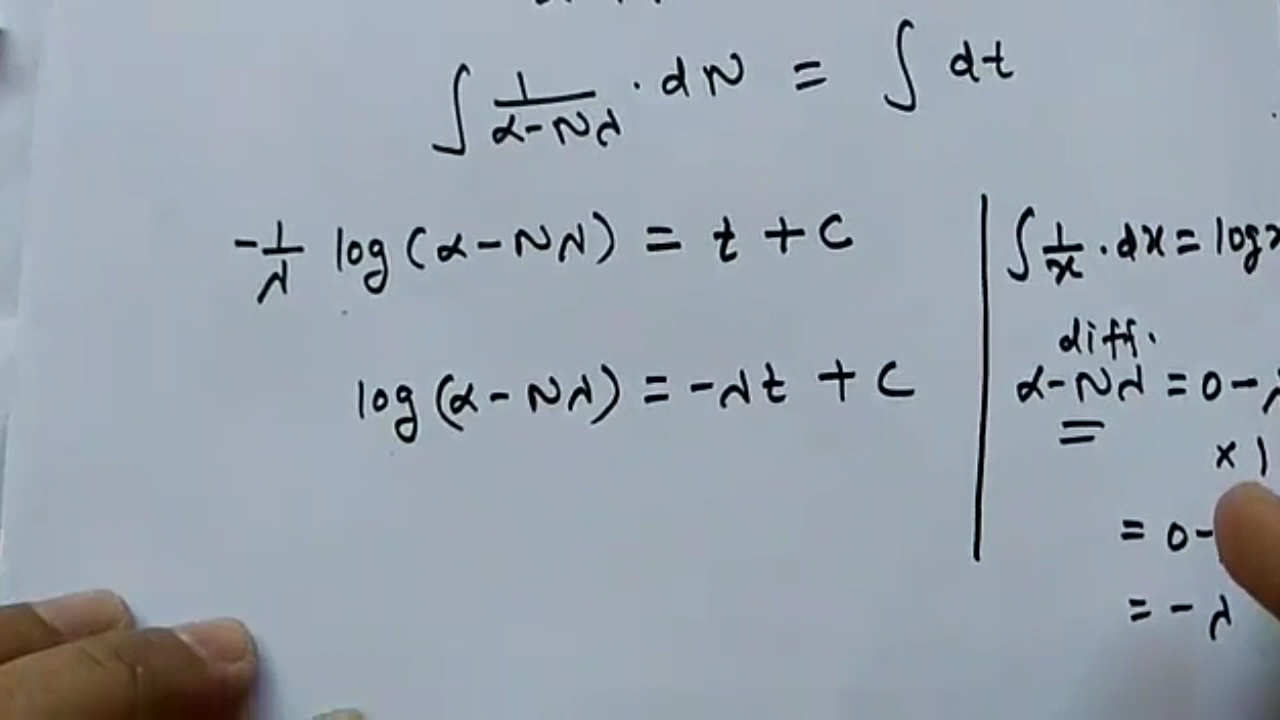 ∫ 1/(α-Nλ) · dN = ∫ dt
-1/λ log(α-Nλ) = t + C
log(α-Nλ) = -λt + C
∫ 1/x · dx = log x
diff.
α-Nλ = 0-λ
× 1
= 0-
= -λ